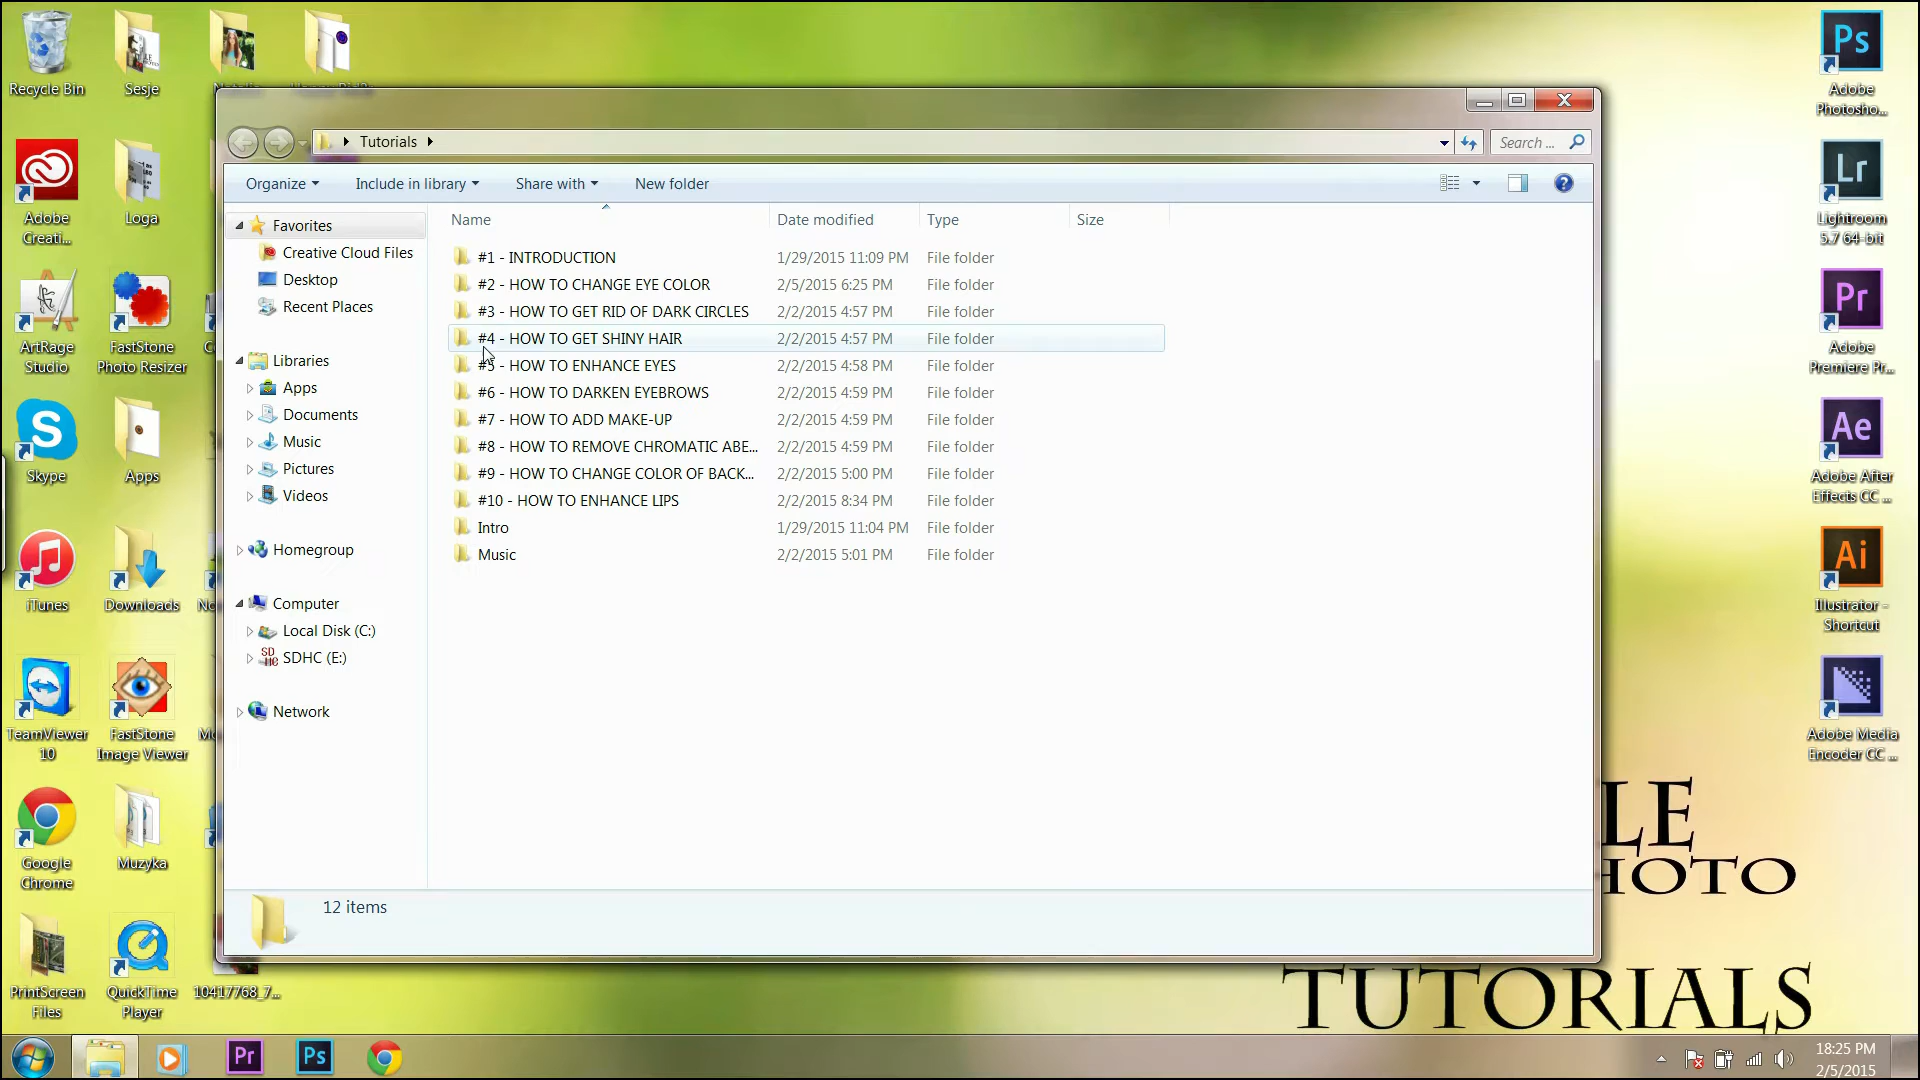 Recycle Bin
Sesje
Adobe
Photosho...
Tutorials
Search ...
Organize
Include in library
Share with
New folder
Name
Date modified
Type
Size
Favorites
Creative Cloud Files
Desktop
Recent Places
Libraries
Apps
Documents
Music
Pictures
Videos
Homegroup
Computer
Local Disk (C:)
SDHC (E:)
Network
#1 - INTRODUCTION 1/29/2015 11:09 PM File folder
#2 - HOW TO CHANGE EYE COLOR 2/5/2015 6:25 PM File folder
#3 - HOW TO GET RID OF DARK CIRCLES 2/2/2015 4:57 PM File folder
#4 - HOW TO GET SHINY HAIR 2/2/2015 4:57 PM File folder
#5 - HOW TO ENHANCE EYES 2/2/2015 4:58 PM File folder
#6 - HOW TO DARKEN EYEBROWS 2/2/2015 4:59 PM File folder
#7 - HOW TO ADD MAKE-UP 2/2/2015 4:59 PM File folder
#8 - HOW TO REMOVE CHROMATIC ABE... 2/2/2015 4:59 PM File folder
#9 - HOW TO CHANGE COLOR OF BACK... 2/2/2015 5:00 PM File folder
#10 - HOW TO ENHANCE LIPS 2/2/2015 8:34 PM File folder
Intro 1/29/2015 11:04 PM File folder
Music 2/2/2015 5:01 PM File folder
12 items
Adobe
Creati...
Loga
ArtRage
Studio
FastStone
Photo Resizer
Skype
Apps
iTunes
Downloads
TeamViewer
10
FastStone
Image Viewer
Google
Chrome
Muzyka
PrintScreen
Files
QuickTime
Player
10417768_7...
Ps
Lr
Lightroom
5.7 64-bit
Pr
Adobe
Premiere Pr...
Ae
Adobe After
Effects CC ...
Ai
Illustrator -
Shortcut
Adobe Media
Encoder CC ...
LE
HOTO
TUTORIALS
Pr
Ps
18:25 PM
2/5/2015